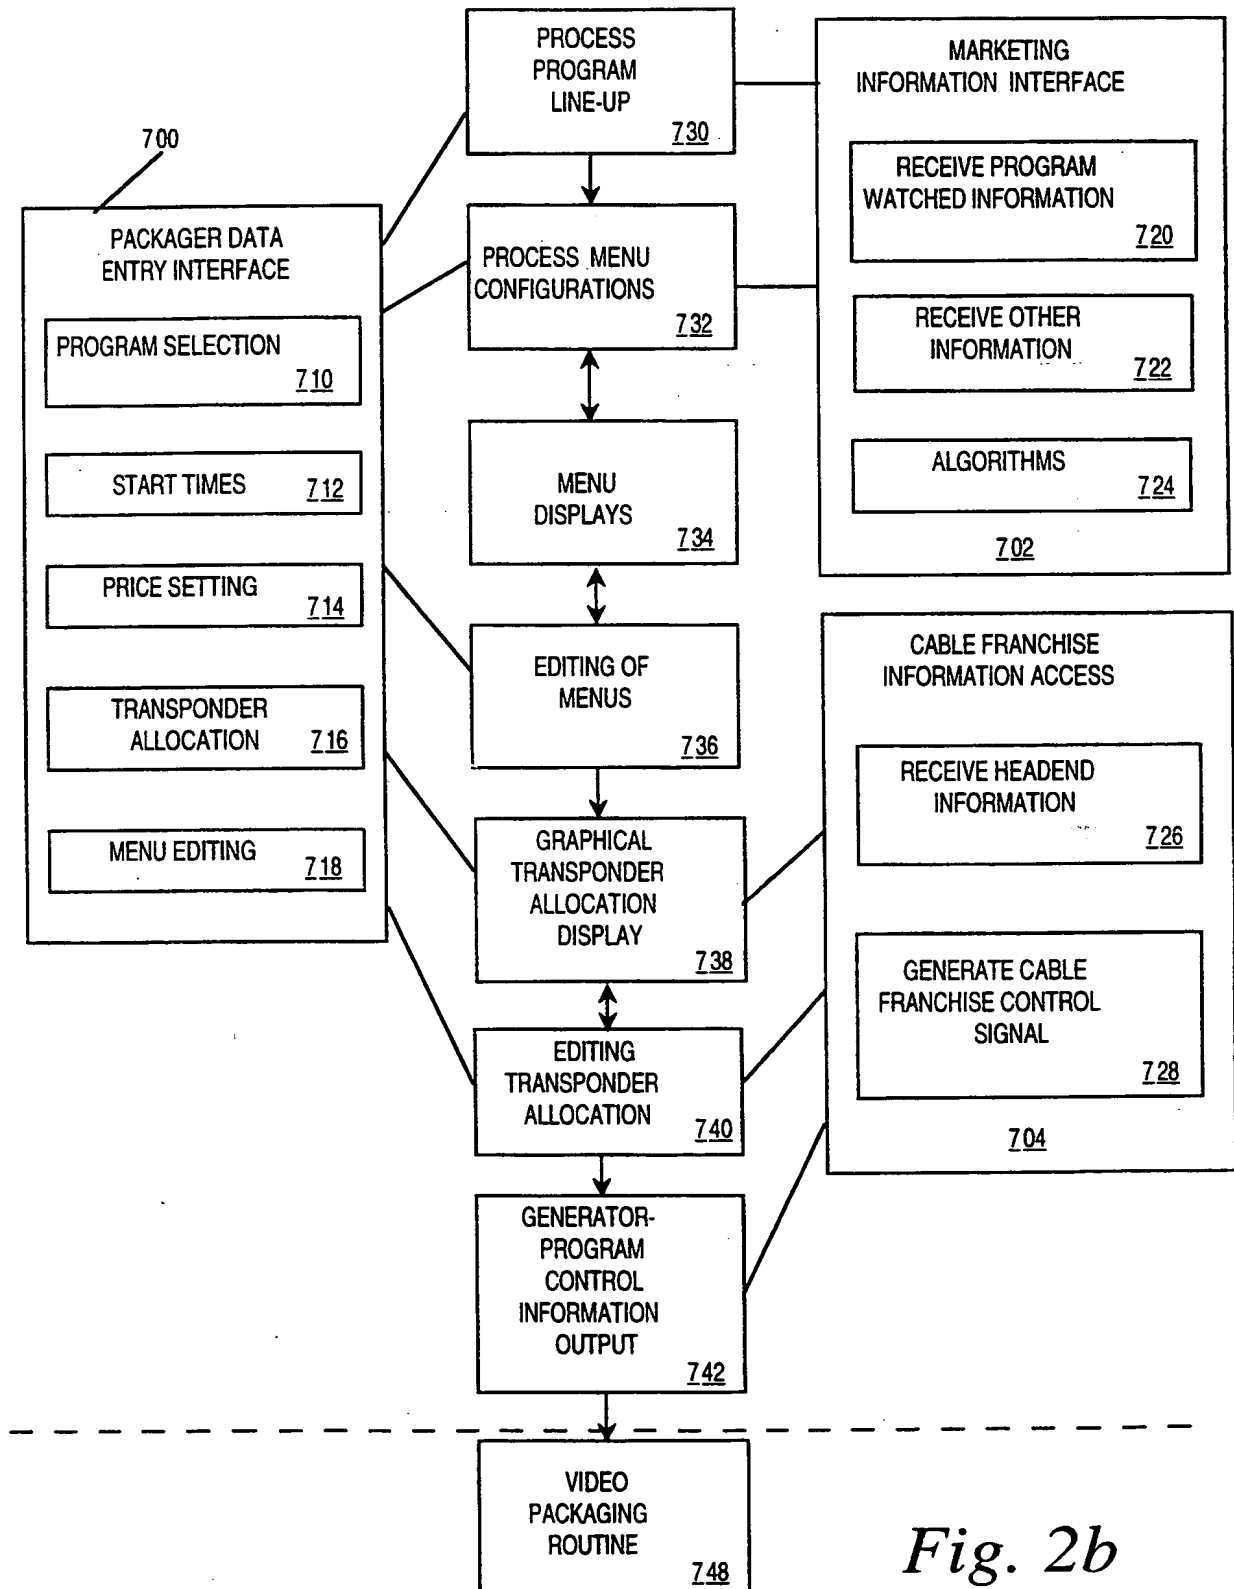 PROCESS
PROGRAM
LINE-UP
730
MARKETING
INFORMATION INTERFACE
RECEIVE PROGRAM
WATCHED INFORMATION
720
RECEIVE OTHER
INFORMATION
722
ALGORITHMS
724
702
700
PACKAGER DATA
ENTRY INTERFACE
PROGRAM SELECTION
710
START TIMES
712
PRICE SETTING
714
TRANSPONDER
ALLOCATION
716
MENU EDITING
718
PROCESS MENU
CONFIGURATIONS
732
MENU
DISPLAYS
734
EDITING OF
MENUS
736
GRAPHICAL
TRANSPONDER
ALLOCATION
DISPLAY
738
EDITING
TRANSPONDER
ALLOCATION
740
GENERATOR-
PROGRAM
CONTROL
INFORMATION
OUTPUT
742
CABLE FRANCHISE
INFORMATION ACCESS
RECEIVE HEADEND
INFORMATION
726
GENERATE CABLE
FRANCHISE CONTROL
SIGNAL
728
704
VIDEO
PACKAGING
ROUTINE
748
Fig. 2b